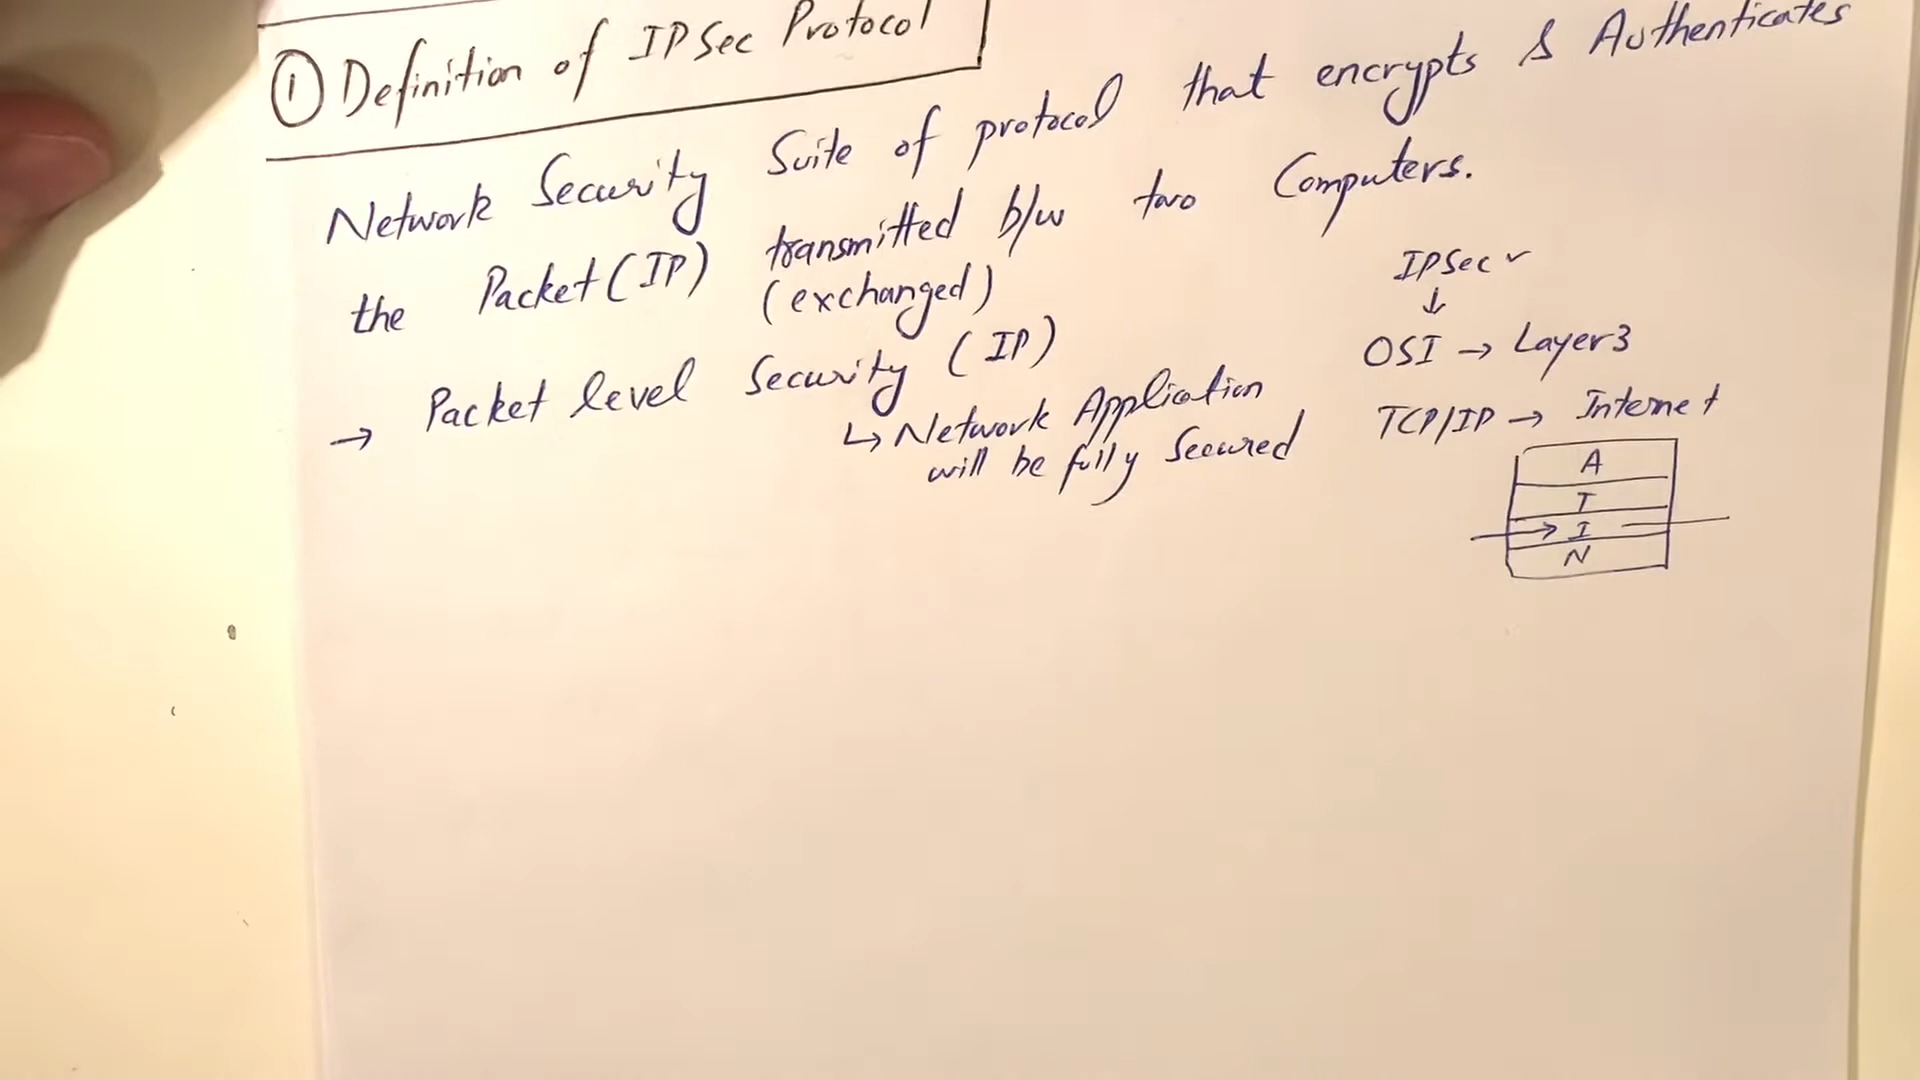 ① Definition of IPSec Protocol
Network Security Suite of protocol that encrypts & Authenticates
the Packet (IP) transmitted b/w two Computers.
(exchanged)
→ Packet level Security (IP)
↳ Network Application
will be fully Secured
IPSec ✓
↓
OSI → Layer3
TCP/IP → Internet
A
T
→ I
N